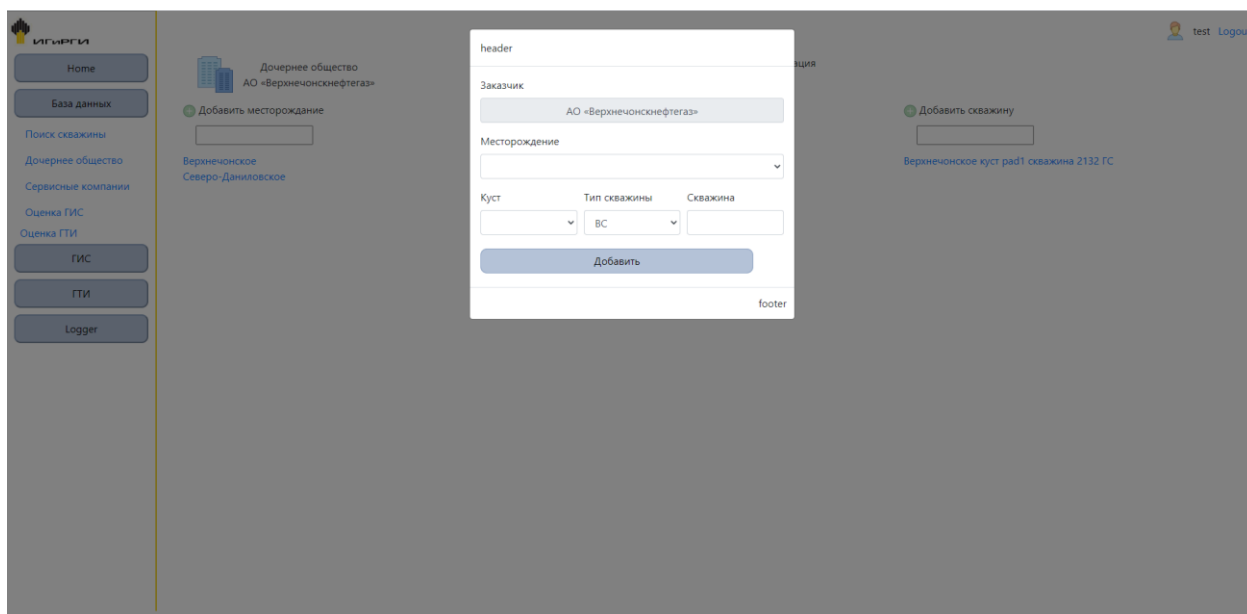 ИГИРГИ
Home
База данных
Поиск скважины
Дочернее общество
Сервисные компании
Оценка ГИС
Оценка ГТИ
ГИС
ГТИ
Logger
test Logou
Дочернее общество
АО «Верхнечонскнефтегаз»
ация
Добавить месторождание
Верхнечонское
Северо-Даниловское
Добавить скважину
Верхнечонское куст pad1 скважина 2132 ГС
header
Заказчик
АО «Верхнечонскнефтегаз»
Месторождение
Куст Тип скважины Скважина
ВС
Добавить
footer